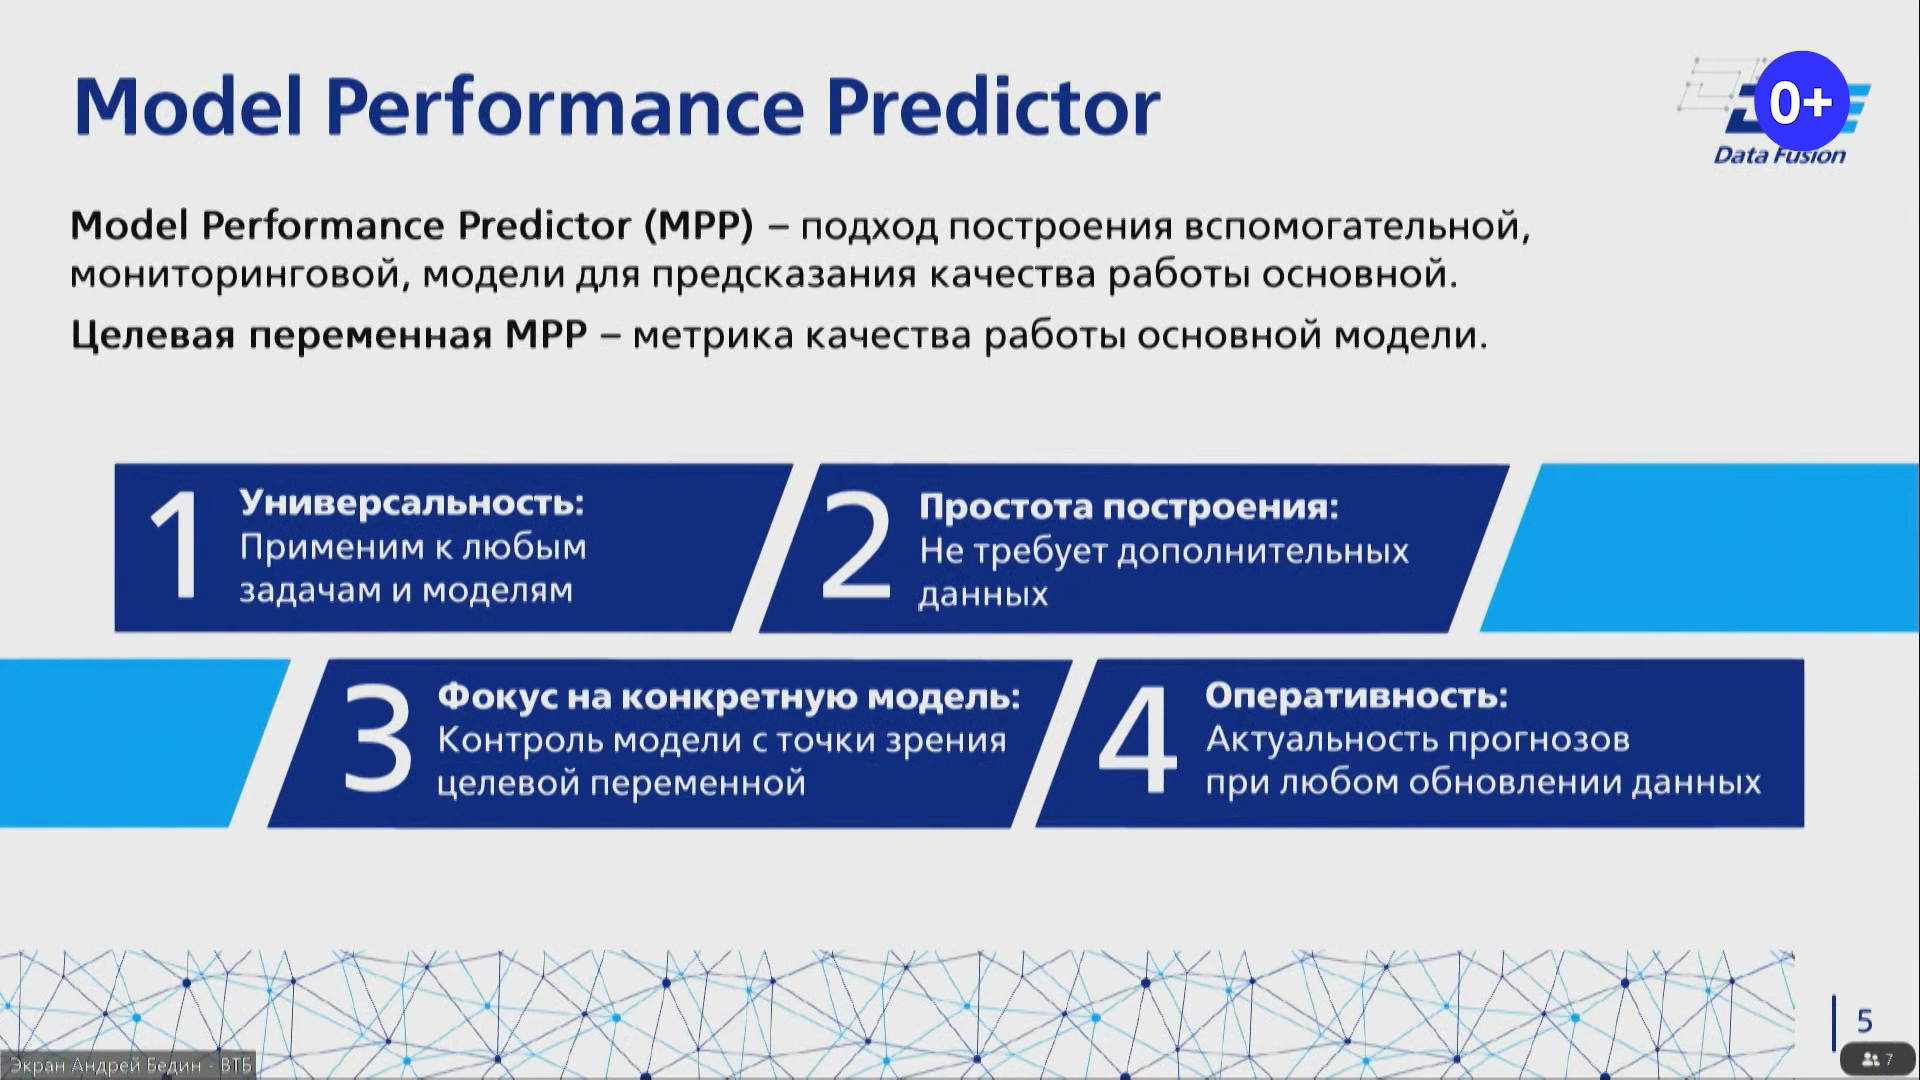 Model Performance Predictor
0+
Data Fusion
Model Performance Predictor (MPP) – подход построения вспомогательной,
мониторинговой, модели для предсказания качества работы основной.
Целевая переменная MPP – метрика качества работы основной модели.
1
Универсальность:
Применим к любым
задачам и моделям
2
Простота построения:
Не требует дополнительных
данных
3
Фокус на конкретную модель:
Контроль модели с точки зрения
целевой переменной
4
Оперативность:
Актуальность прогнозов
при любом обновлении данных
5
Экран Андрей Бедин - ВТБ
7